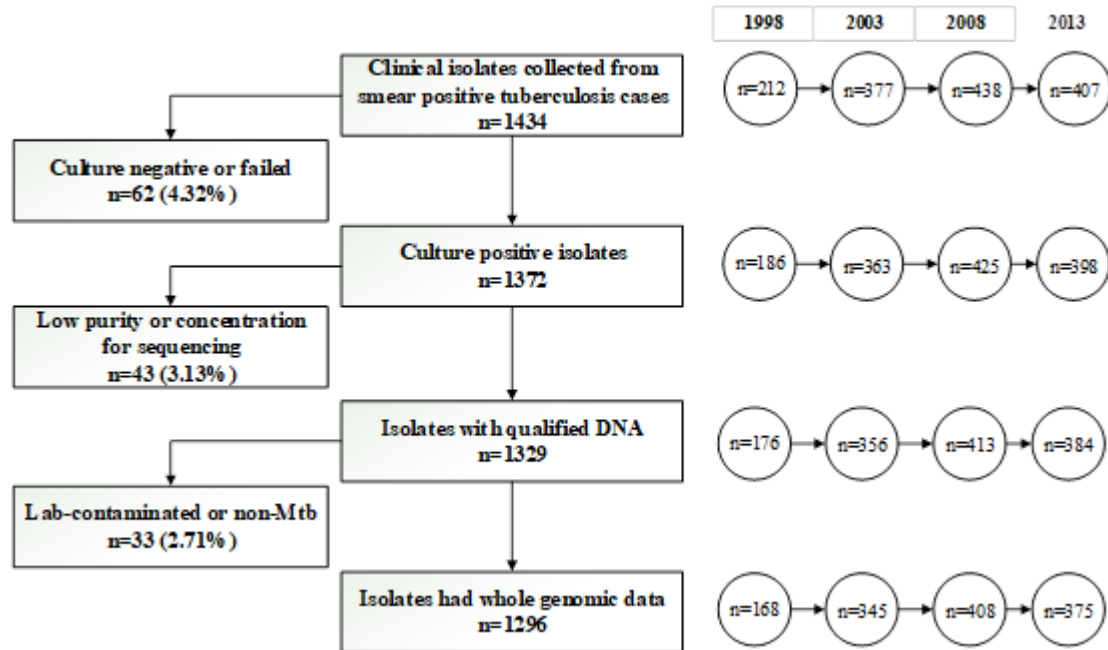 1998 2003 2008 2013
Clinical isolates collected from
smear positive tuberculosis cases
n=1434
n=212 n=377 n=438 n=407
Culture negative or failed
n=62 (4.32% )
Culture positive isolates
n=1372
n=186 n=363 n=425 n=398
Low purity or concentration
for sequencing
n=43 (3.13% )
Isolates with qualified DNA
n=1329
n=176 n=356 n=413 n=384
Lab-contaminated or non-Mtb
n=33 (2.71% )
Isolates had whole genomic data
n=1296
n=168 n=345 n=408 n=375